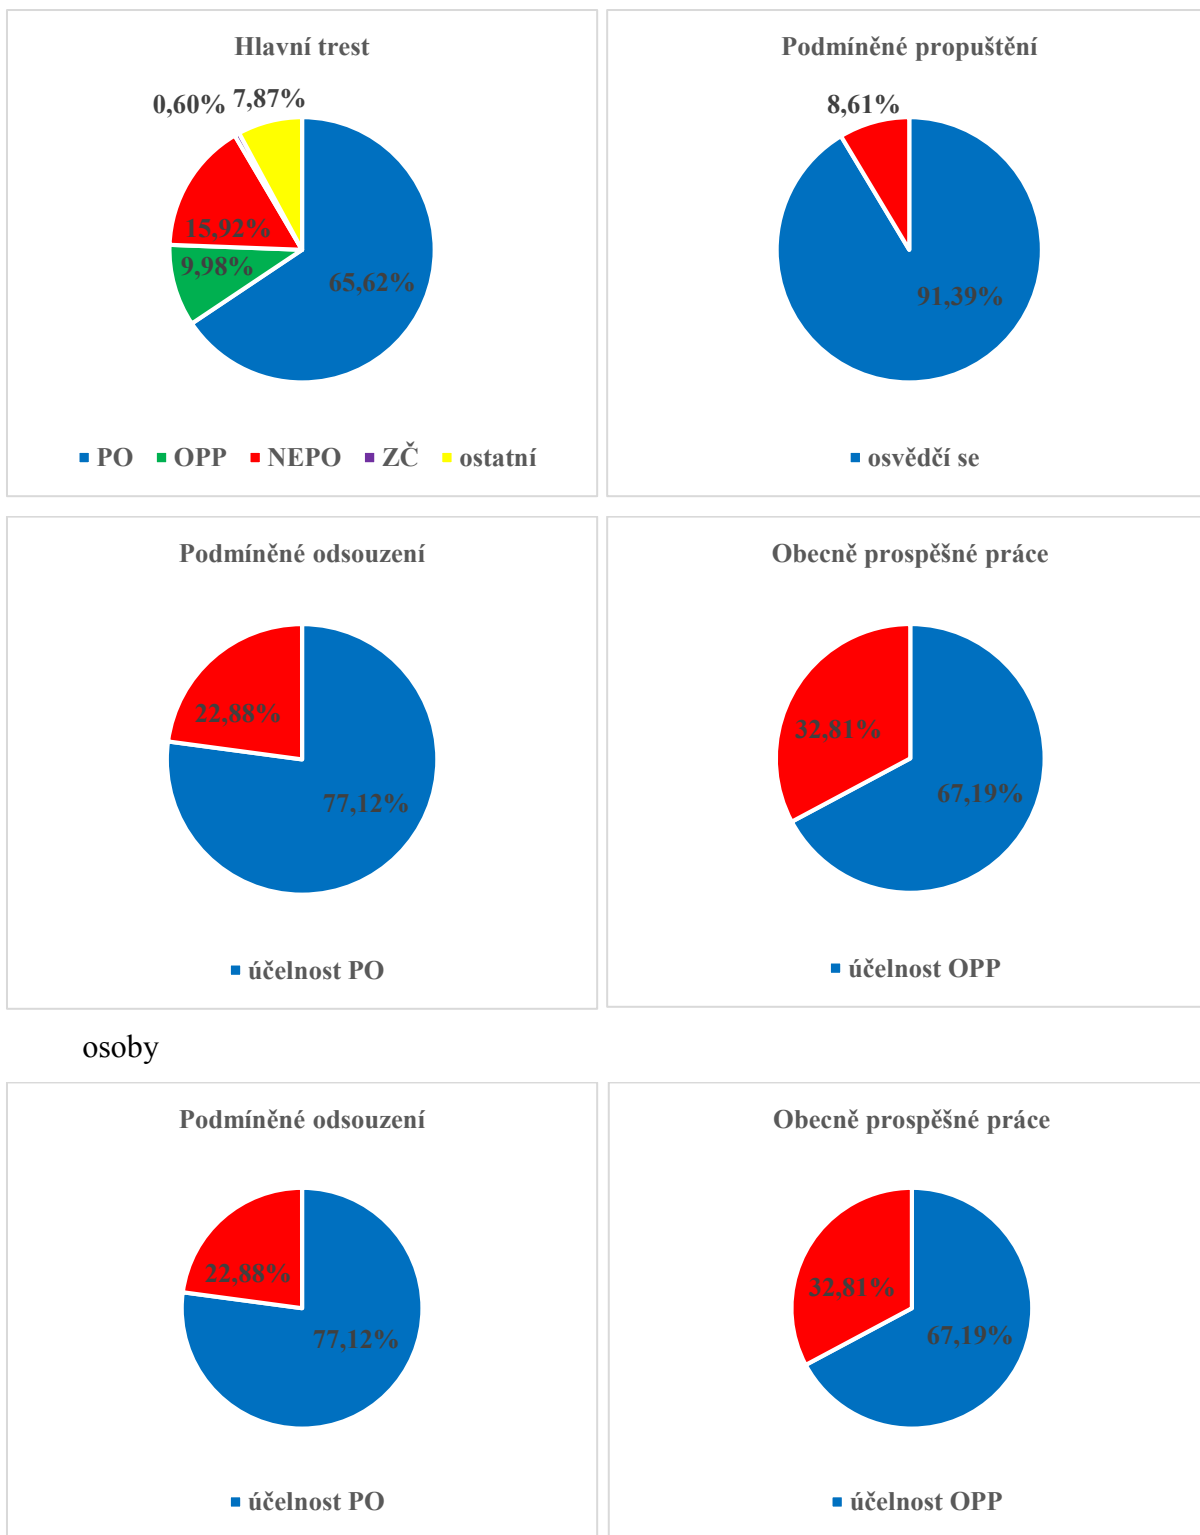 Hlavní trest
0,60%
7,87%
15,92%
9,98%
65,62%
PO OPP NEPO ZČ ostatní
Podmíněné propuštění
8,61%
91,39%
osvědčí se
Podmíněné odsouzení
22,88%
77,12%
účelnost PO
Obecně prospěšné práce
32,81%
67,19%
účelnost OPP
osoby
Podmíněné odsouzení
22,88%
77,12%
účelnost PO
Obecně prospěšné práce
32,81%
67,19%
účelnost OPP